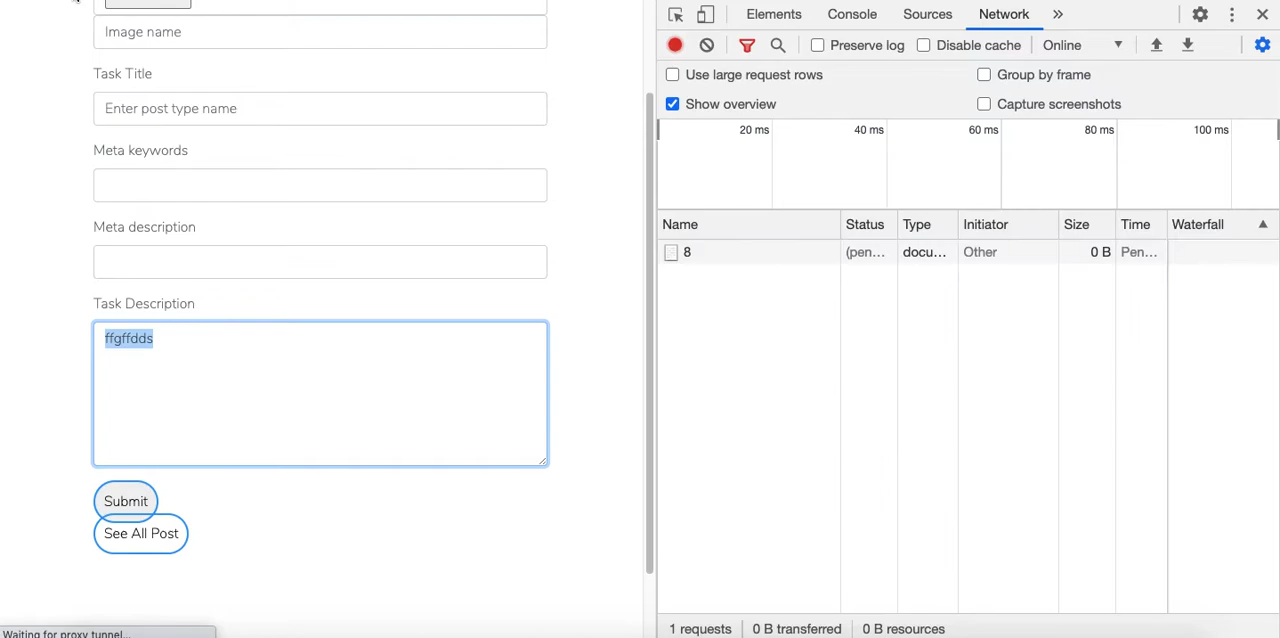 Image name
Task Title
Enter post type name
Meta keywords
Meta description
Task Description
ffgffdds
Submit
See All Post
Waiting for proxy tunnel...
Elements Console Sources Network »
Preserve log Disable cache Online
Use large request rows Group by frame
Show overview Capture screenshots
20 ms 40 ms 60 ms 80 ms 100 ms
Name Status Type Initiator Size Time Waterfall
8 (pen... docu... Other 0 B Pen...
1 requests 0 B transferred 0 B resources